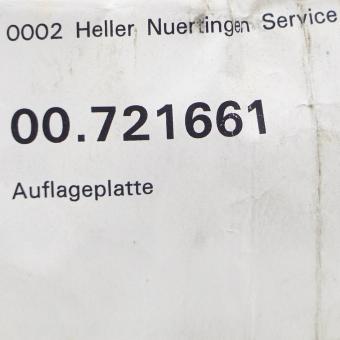 0002 Heller Nuertingen Service
00.721661
Auflageplatte